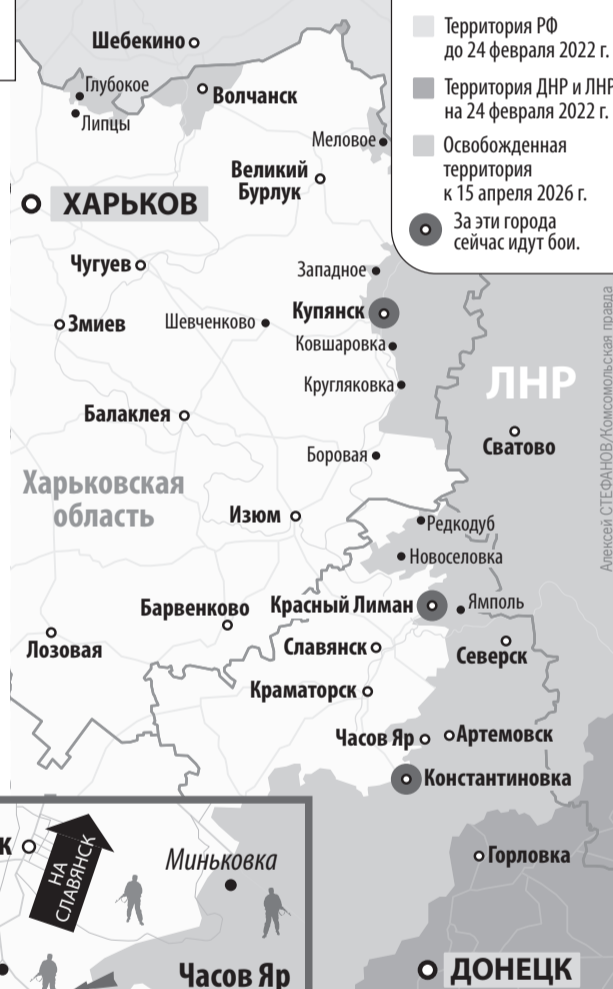 Территория РФ
до 24 февраля 2022 г.
Территория ДНР и ЛНР
на 24 февраля 2022 г.
Освобожденная
территория
к 15 апреля 2026 г.
За эти города
сейчас идут бои.
Шебекино
Глубокое
Волчанск
Липцы
Меловое
Великий
Бурлук
ХАРЬКОВ
Чугуев
Западное
Купянск
Змиев
Шевченково
Ковшаровка
Кругляковка
ЛНР
Балаклея
Сватово
Боровая
Харьковская
область
Изюм
Редкодуб
Новоселовка
Барвенково
Красный Лиман
Ямполь
Лозовая
Славянск
Северск
Краматорск
Часов Яр
Артемовск
Константиновка
НА
СЛАВЯНСК
Миньковка
Горловка
Часов Яр
ДОНЕЦК
Алексей СТЕФАНОВ/Комсомольская правда